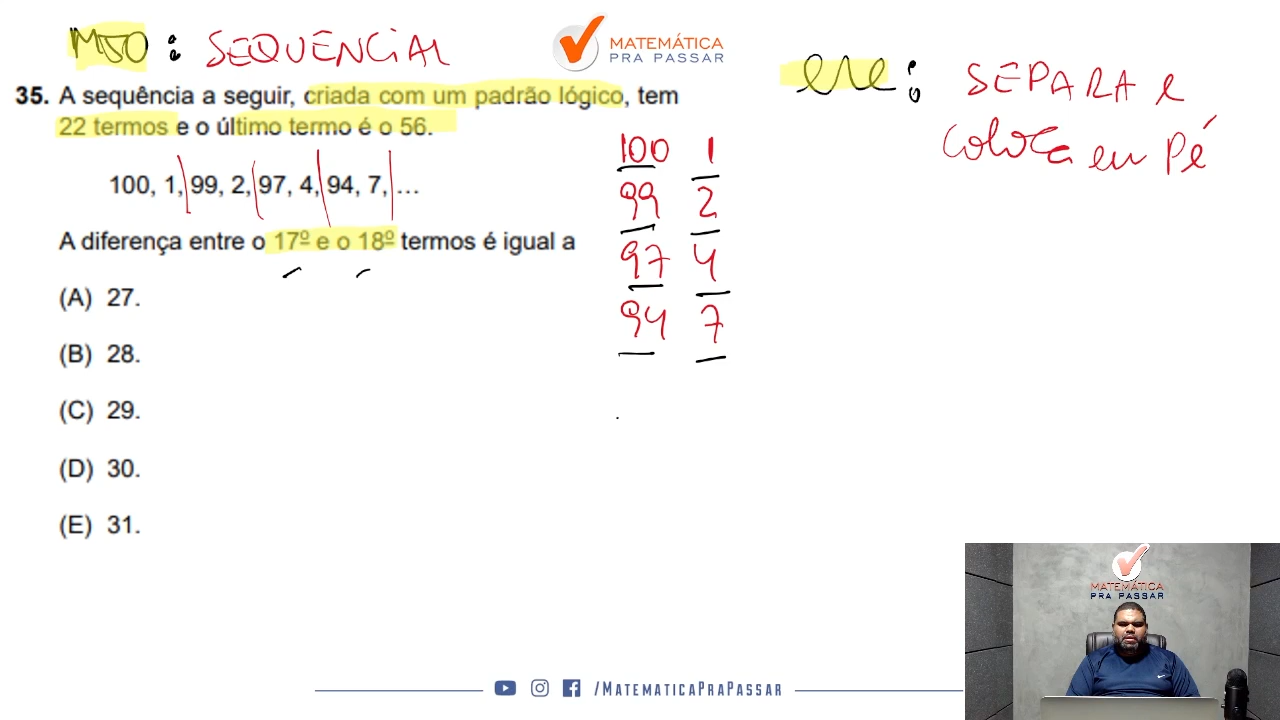 MSO: SEQUENCIAL
MATEMÁTICA
PRA PASSAR
ele: SEPARA e
coloca em Pé
35. A sequência a seguir, criada com um padrão lógico, tem
22 termos e o último termo é o 56.
100, 1, 99, 2, 97, 4, 94, 7, ...
A diferença entre o 17º e o 18º termos é igual a
(A) 27.
(B) 28.
(C) 29.
(D) 30.
(E) 31.
100 1
99 2
97 4
94 7
MATEMÁTICA
PRA PASSAR
/MATEMATICAPRAPASSAR